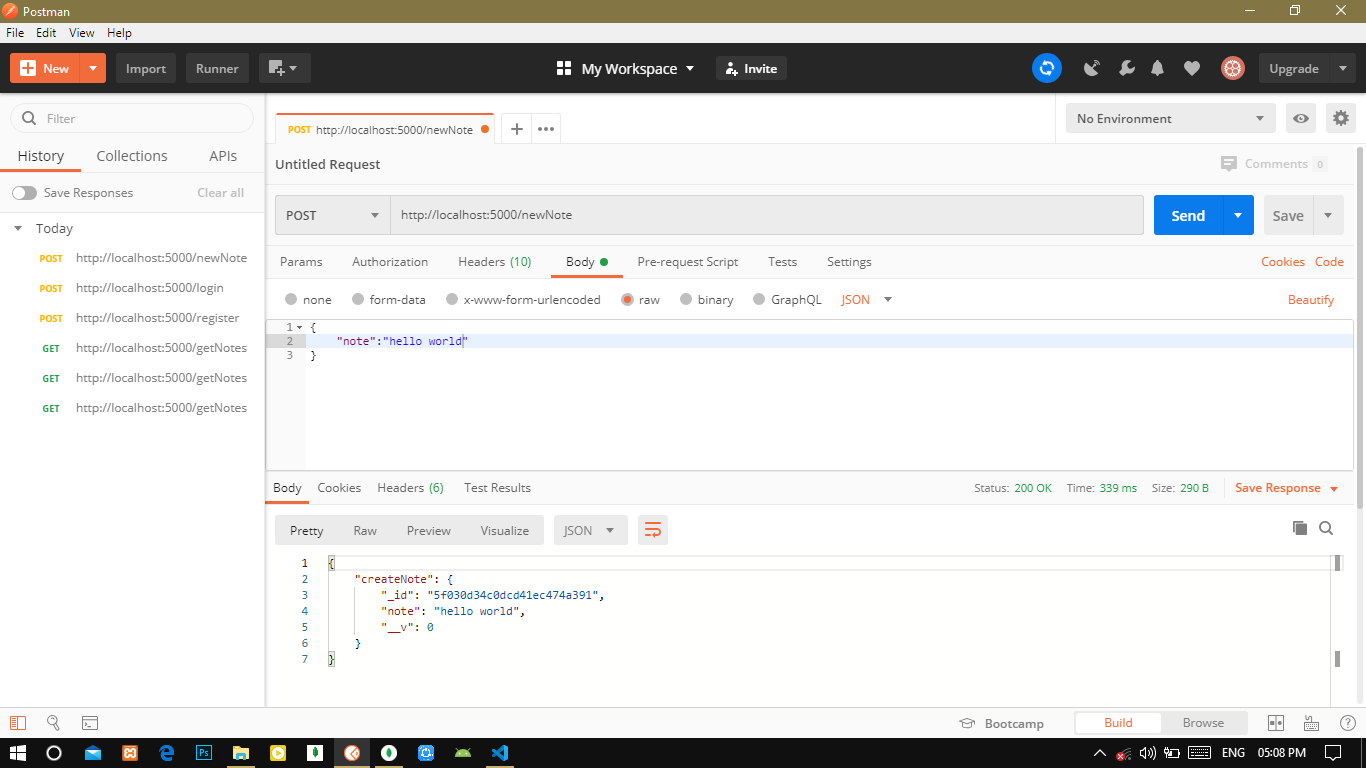 Postman
File Edit View Help
New Import Runner My Workspace Invite Upgrade
Filter
History Collections APIs
Save Responses Clear all
Today
POST http://localhost:5000/newNote
POST http://localhost:5000/login
POST http://localhost:5000/register
GET http://localhost:5000/getNotes
GET http://localhost:5000/getNotes
GET http://localhost:5000/getNotes
POST http://localhost:5000/newNote
No Environment
Untitled Request
Comments 0
POST http://localhost:5000/newNote Send Save
Params Authorization Headers (10) Body Pre-request Script Tests Settings Cookies Code
none form-data x-www-form-urlencoded raw binary GraphQL JSON Beautify
1 {
2 "note":"hello world"
3 }
Body Cookies Headers (6) Test Results Status: 200 OK Time: 339 ms Size: 290 B Save Response
Pretty Raw Preview Visualize JSON
1 {
2 "createNote": {
3 "_id": "5f030d34c0dcd41ec474a391",
4 "note": "hello world",
5 "__v": 0
6 }
7 }
Bootcamp Build Browse
Ps ENG 05:08 PM